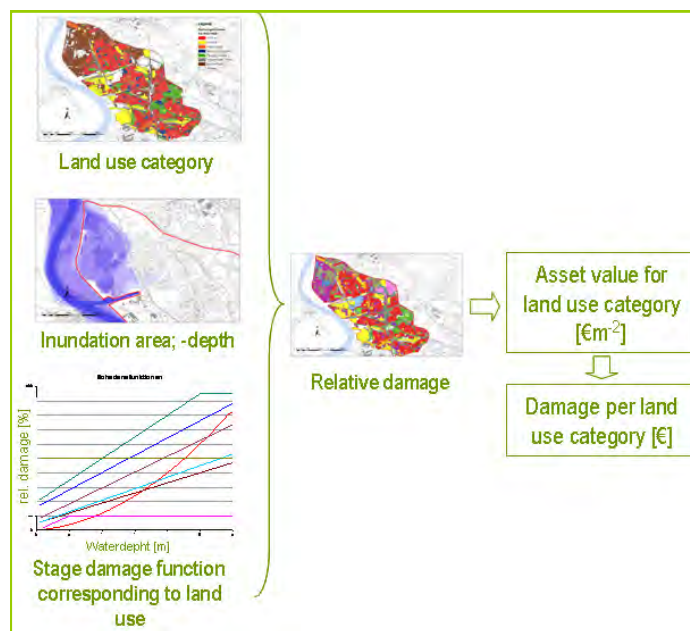 Land use category
Inundation area; -depth
Schadensfunktionen
rel. damage [%]
Waterdepht [m]
Stage damage function
corresponding to land
use
Relative damage
Asset value for
land use category
[€m-2]
Damage per land
use category [€]